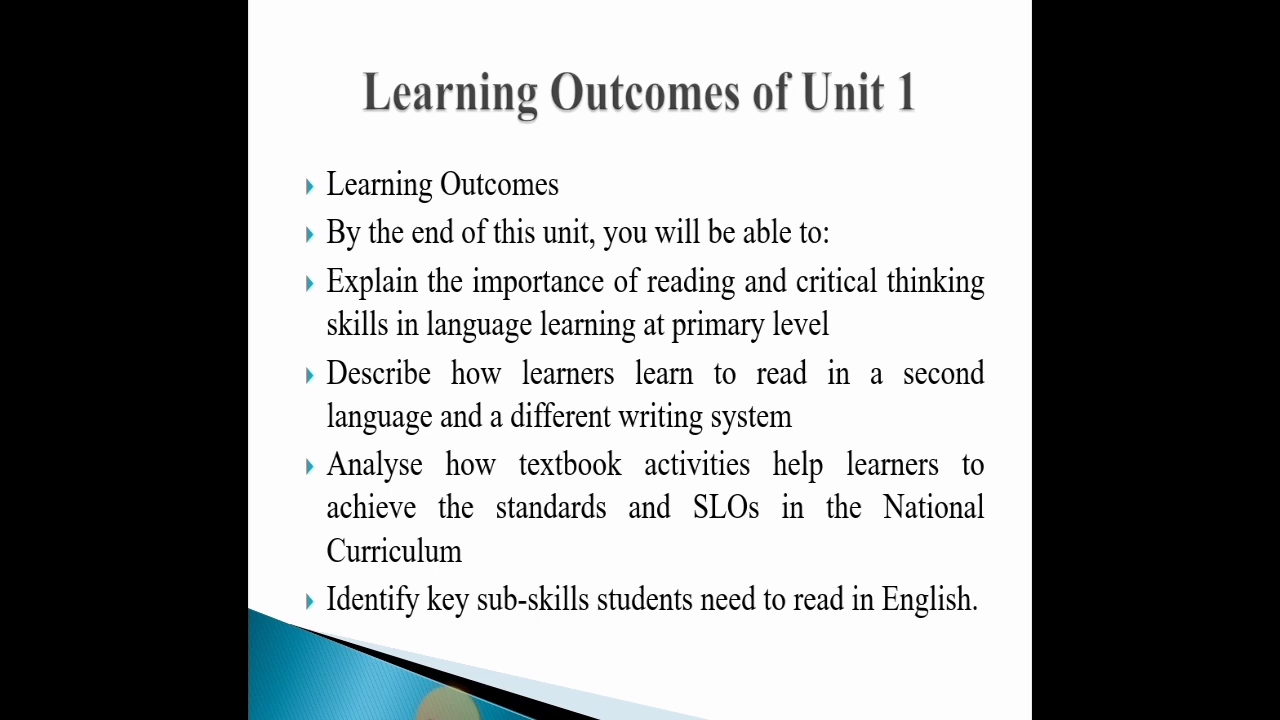 Learning Outcomes of Unit 1
Learning Outcomes
By the end of this unit, you will be able to:
Explain the importance of reading and critical thinking
skills in language learning at primary level
Describe how learners learn to read in a second
language and a different writing system
Analyse how textbook activities help learners to
achieve the standards and SLOs in the National
Curriculum
Identify key sub-skills students need to read in English.